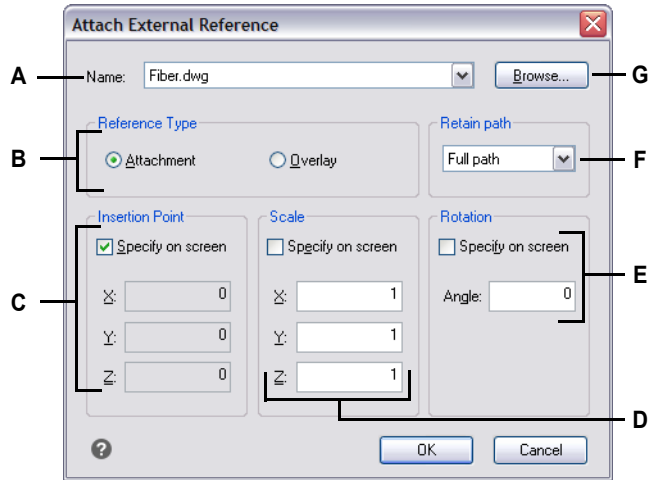 Attach External Reference
A Name: Fiber.dwg Browse... G
Reference Type Retain path
B Attachment Overlay Full path F
Insertion Point Scale Rotation
Specify on screen Specify on screen Specify on screen
C X: 0 X: 1 Angle: 0 E
Y: 0 Y: 1
Z: 0 Z: 1
D
? OK Cancel